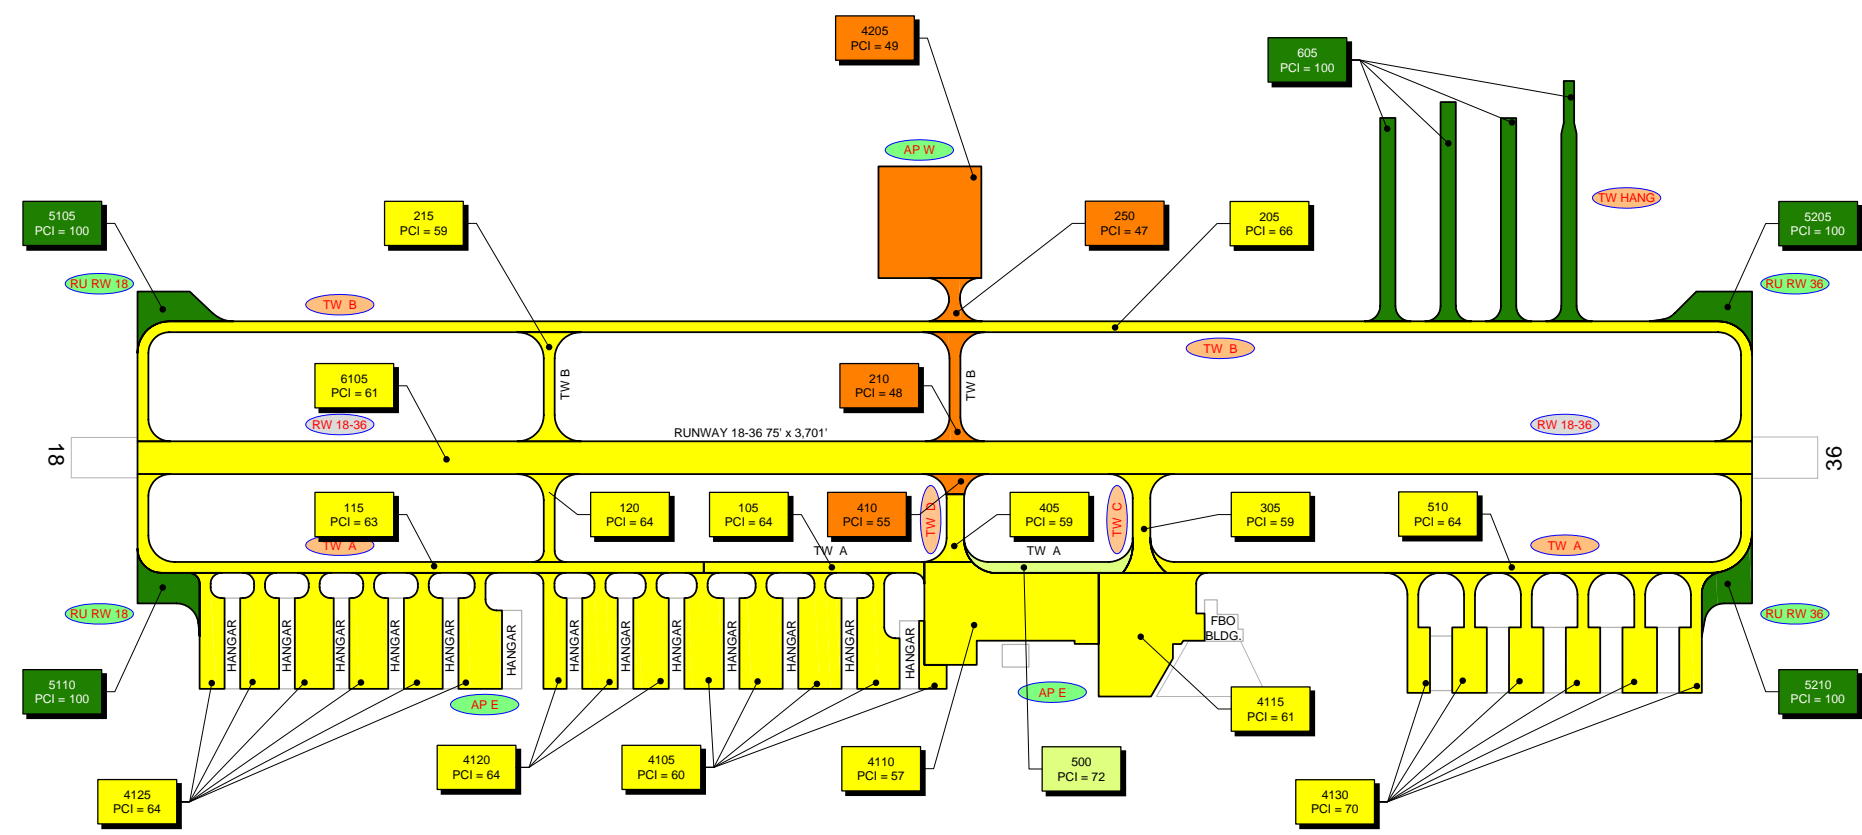 4205
PCI = 49
605
PCI = 100
AP W
TW HANG
5105
PCI = 100
215
PCI = 59
250
PCI = 47
205
PCI = 66
5205
PCI = 100
RU RW 18
TW B
RU RW 36
TW B
6105
PCI = 61
TW B
210
PCI = 48
TW B
RW 18-36
RUNWAY 18-36 75' x 3,701'
RW 18-36
18
36
115
PCI = 63
120
PCI = 64
105
PCI = 64
410
PCI = 55
TW D
405
PCI = 59
TW C
305
PCI = 59
510
PCI = 64
TW A
TW A
TW A
TW A
RU RW 18
HANGAR
HANGAR
HANGAR
HANGAR
HANGAR
HANGAR
HANGAR
HANGAR
HANGAR
HANGAR
HANGAR
HANGAR
HANGAR
FBO
BLDG.
RU RW 36
5110
PCI = 100
AP E
AP E
4115
PCI = 61
5210
PCI = 100
4125
PCI = 64
4120
PCI = 64
4105
PCI = 60
4110
PCI = 57
500
PCI = 72
4130
PCI = 70